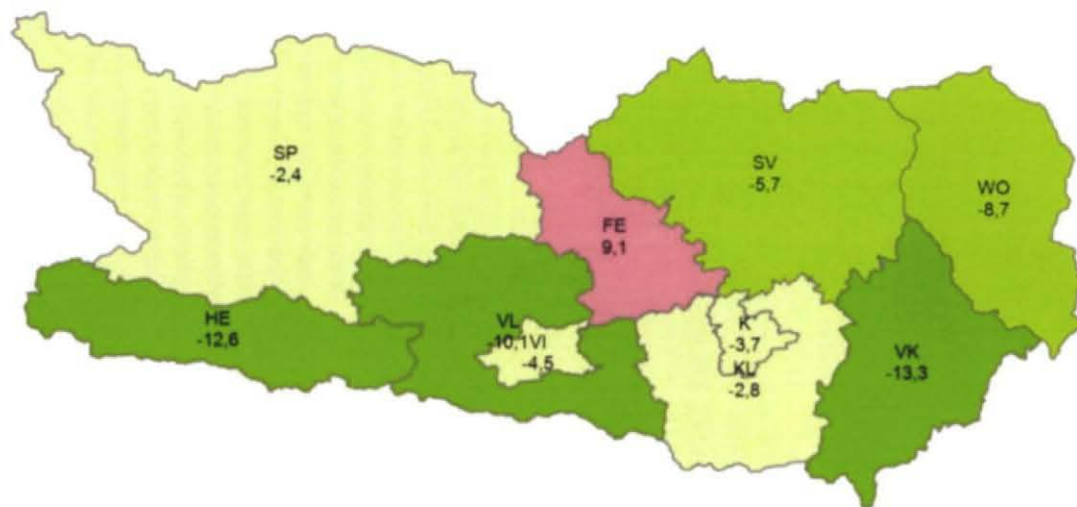 SP
-2,4
SV
-5,7
WO
-8,7
FE
9,1
HE
-12,6
VL
-10,1
VI
-4,5
K
-3,7
KL
-2,8
VK
-13,3